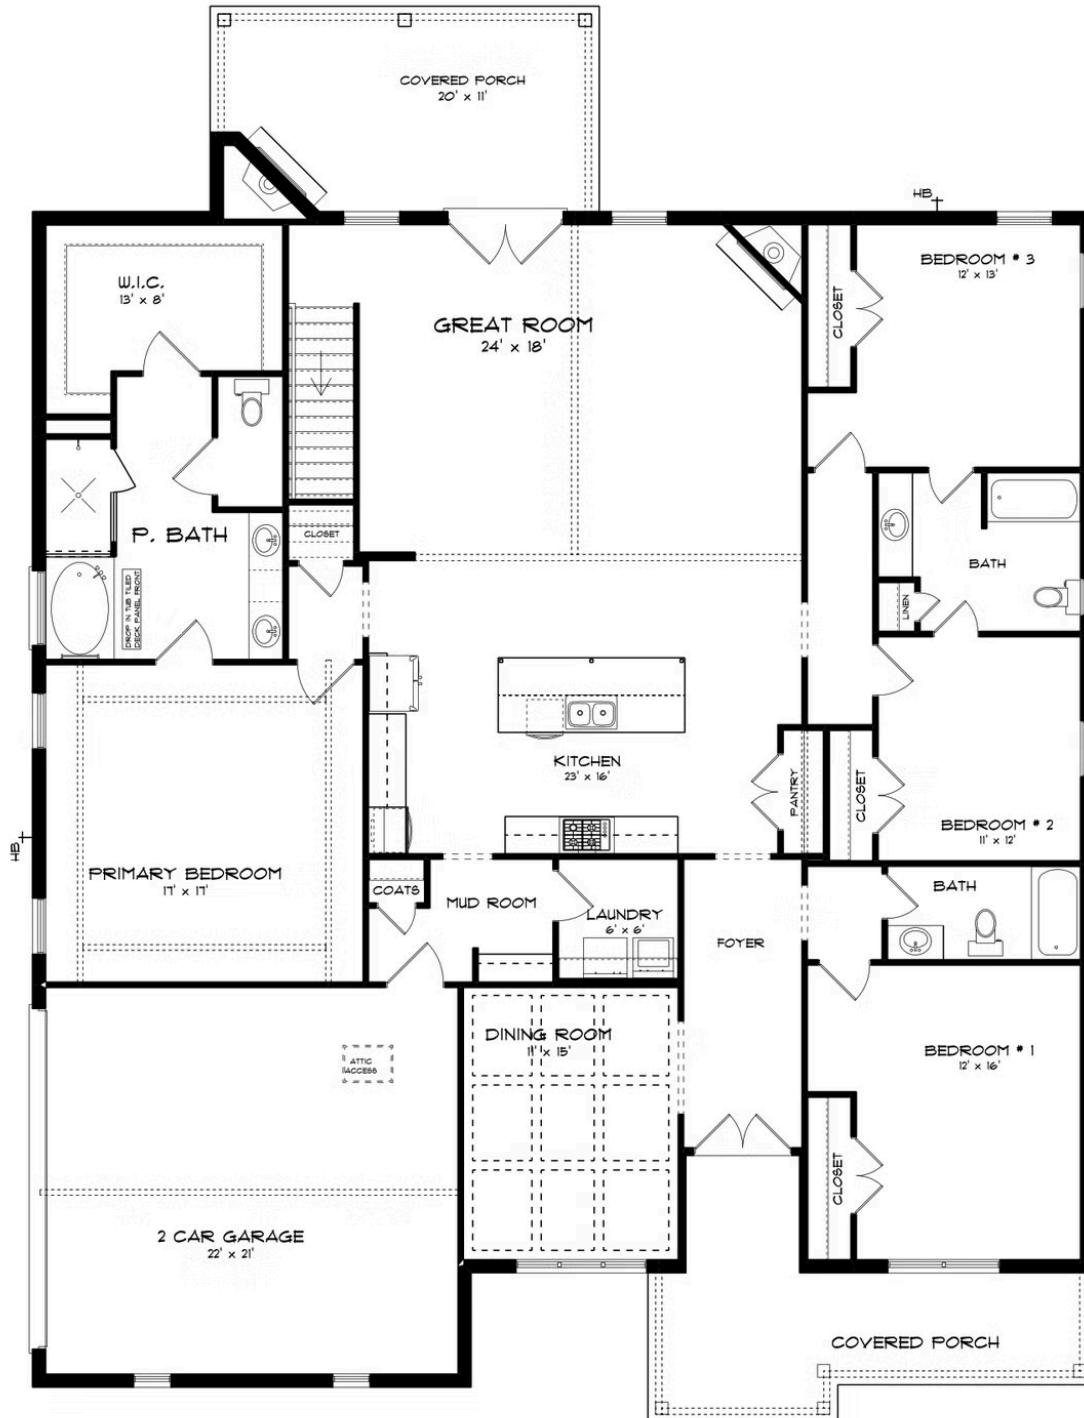 COVERED PORCH
20' x 11'
HB
W.I.C.
13' x 8'
GREAT ROOM
24' x 18'
CLOSET
BEDROOM # 3
12' x 13'
P. BATH
CLOSET
DROP IN TUB TILED
DECK PANEL FRONT
BATH
LINEN
KITCHEN
23' x 16'
PANTRY
CLOSET
BEDROOM # 2
11' x 12'
HB
PRIMARY BEDROOM
17' x 17'
COATS
MUD ROOM
LAUNDRY
6' x 6'
FOYER
BATH
DINING ROOM
11' x 15'
ATTIC
ACCESS
BEDROOM # 1
12' x 16'
CLOSET
2 CAR GARAGE
22' x 21'
COVERED PORCH